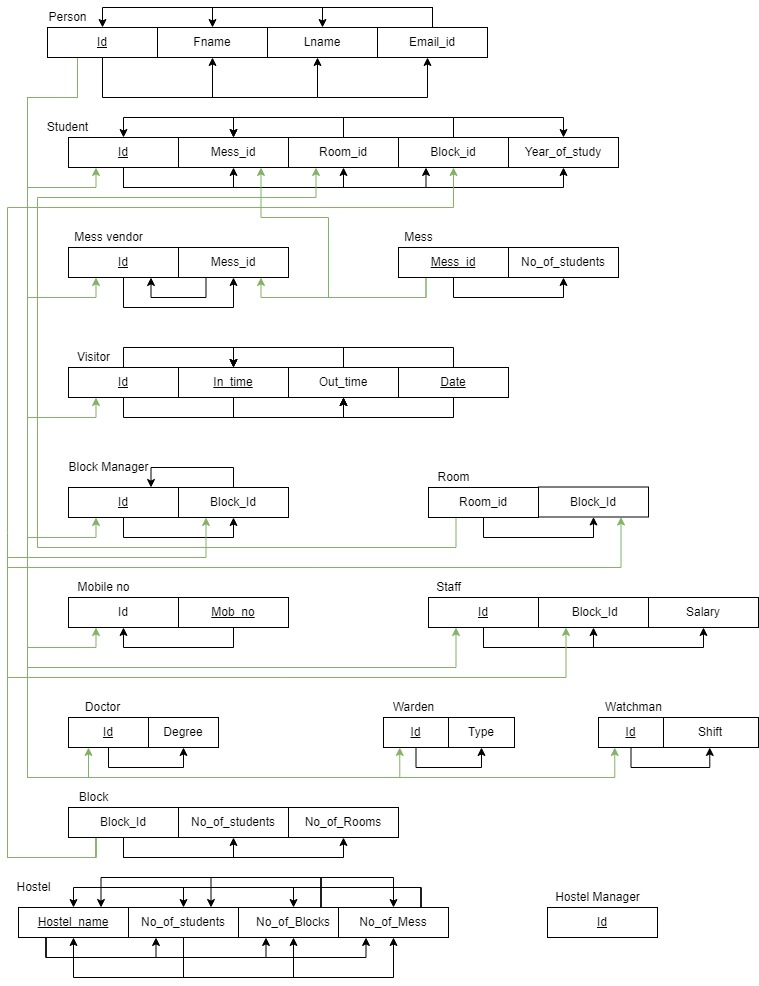 Person
Id Fname Lname Email_id
Student
Id Mess_id Room_id Block_id Year_of_study
Mess vendor Mess
Id Mess_id Mess_id No_of_students
Visitor
Id In_time Out_time Date
Block Manager Room
Id Block_Id Room_id Block_Id
Mobile no Staff
Id Mob_no Id Block_Id Salary
Doctor Warden Watchman
Id Degree Id Type Id Shift
Block
Block_Id No_of_students No_of_Rooms
Hostel Hostel Manager
Hostel_name No_of_students No_of_Blocks No_of_Mess Id